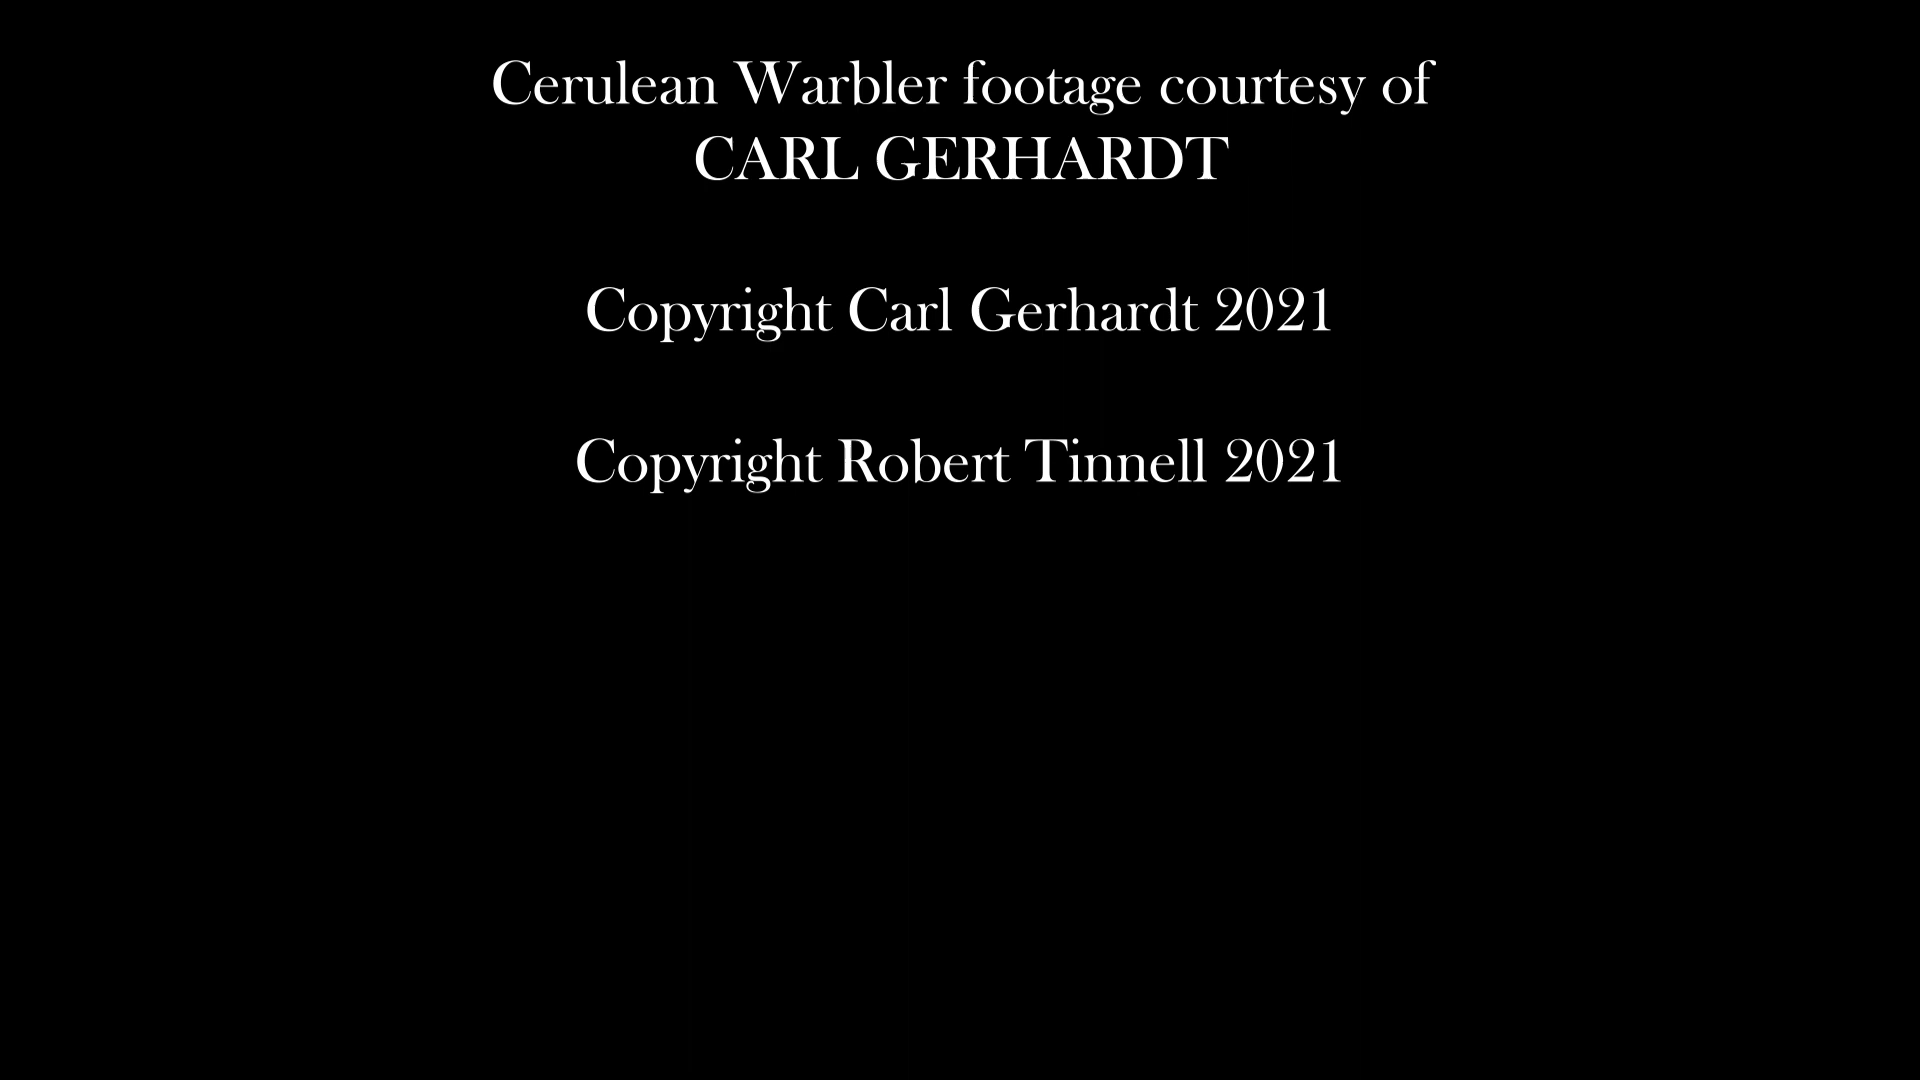 Cerulean Warbler footage courtesy of
CARL GERHARDT
Copyright Carl Gerhardt 2021
Copyright Robert Tinnell 2021